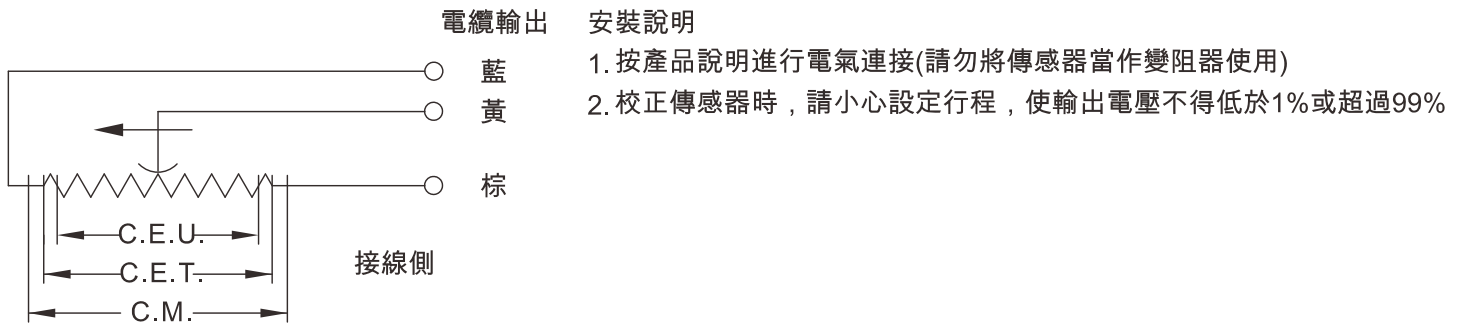 電纜輸出
藍
黃
棕
C.E.U.
C.E.T.
C.M.
接線側
安裝說明
1. 按產品說明進行電氣連接(請勿將傳感器當作變阻器使用)
2. 校正傳感器時，請小心設定行程，使輸出電壓不得低於1%或超過99%